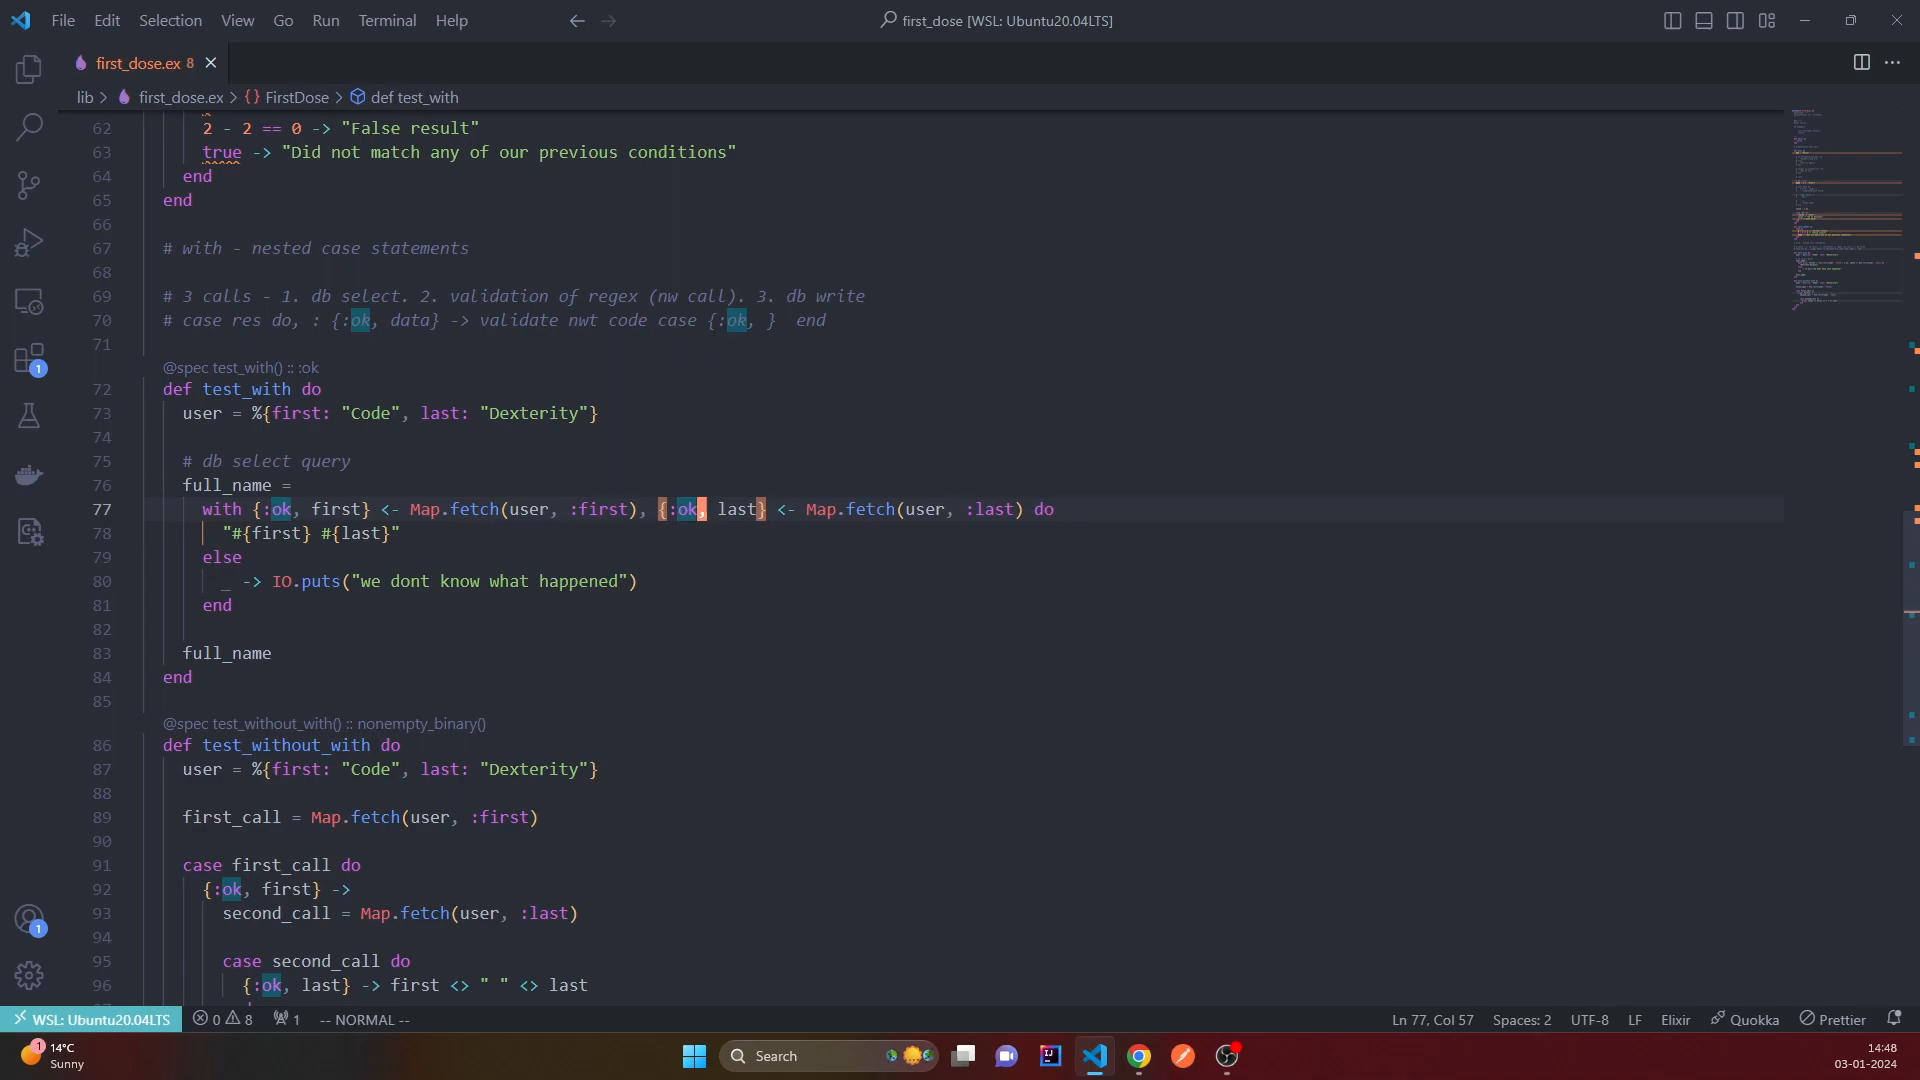 File Edit Selection View Go Run Terminal Help first_dose [WSL: Ubuntu20.04LTS]
first_dose.ex 8
lib > first_dose.ex > {} FirstDose > def test_with
62 2 - 2 == 0 -> "False result"
63 true -> "Did not match any of our previous conditions"
64 end
65 end
66
67 # with - nested case statements
68
69 # 3 calls - 1. db select. 2. validation of regex (nw call). 3. db write
70 # case res do, : {:ok, data} -> validate nwt code case {:ok, }  end
71
@spec test_with() :: :ok
72 def test_with do
73 user = %{first: "Code", last: "Dexterity"}
74
75 # db select query
76 full_name =
77 with {:ok, first} <- Map.fetch(user, :first), {:ok, last} <- Map.fetch(user, :last) do
78 "#{first} #{last}"
79 else
80 _ -> IO.puts("we dont know what happened")
81 end
82
83 full_name
84 end
85
@spec test_without_with() :: nonempty_binary()
86 def test_without_with do
87 user = %{first: "Code", last: "Dexterity"}
88
89 first_call = Map.fetch(user, :first)
90
91 case first_call do
92 {:ok, first} ->
93 second_call = Map.fetch(user, :last)
94
95 case second_call do
96 {:ok, last} -> first <> " " <> last
1
1
WSL: Ubuntu20.04LTS 0 8 1 -- NORMAL -- Ln 77, Col 57 Spaces: 2 UTF-8 LF Elixir Quokka Prettier
1 14°C
Sunny
Search
14:48
03-01-2024